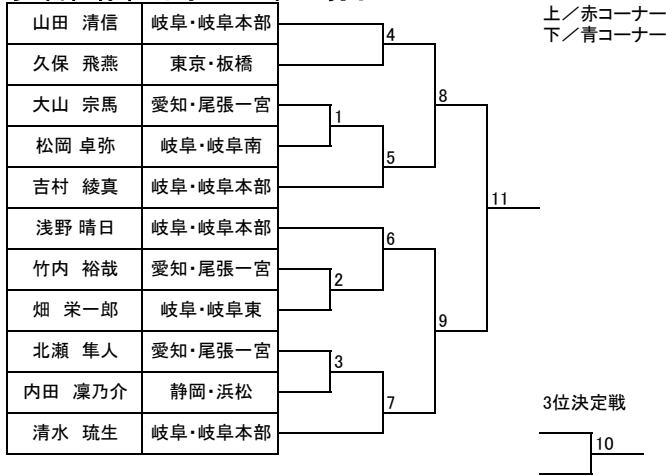 山田 清信 岐阜・岐阜本部
久保 飛燕 東京・板橋
大山 宗馬 愛知・尾張一宮
松岡 卓弥 岐阜・岐阜南
吉村 綾真 岐阜・岐阜本部
浅野 晴日 岐阜・岐阜本部
竹内 裕哉 愛知・尾張一宮
畑 栄一郎 岐阜・岐阜東
北瀬 隼人 愛知・尾張一宮
内田 凜乃介 静岡・浜松
清水 琉生 岐阜・岐阜本部
4
1
5
8
6
2
3
7
9
11
上/赤コーナー
下/青コーナー
3位決定戦
10